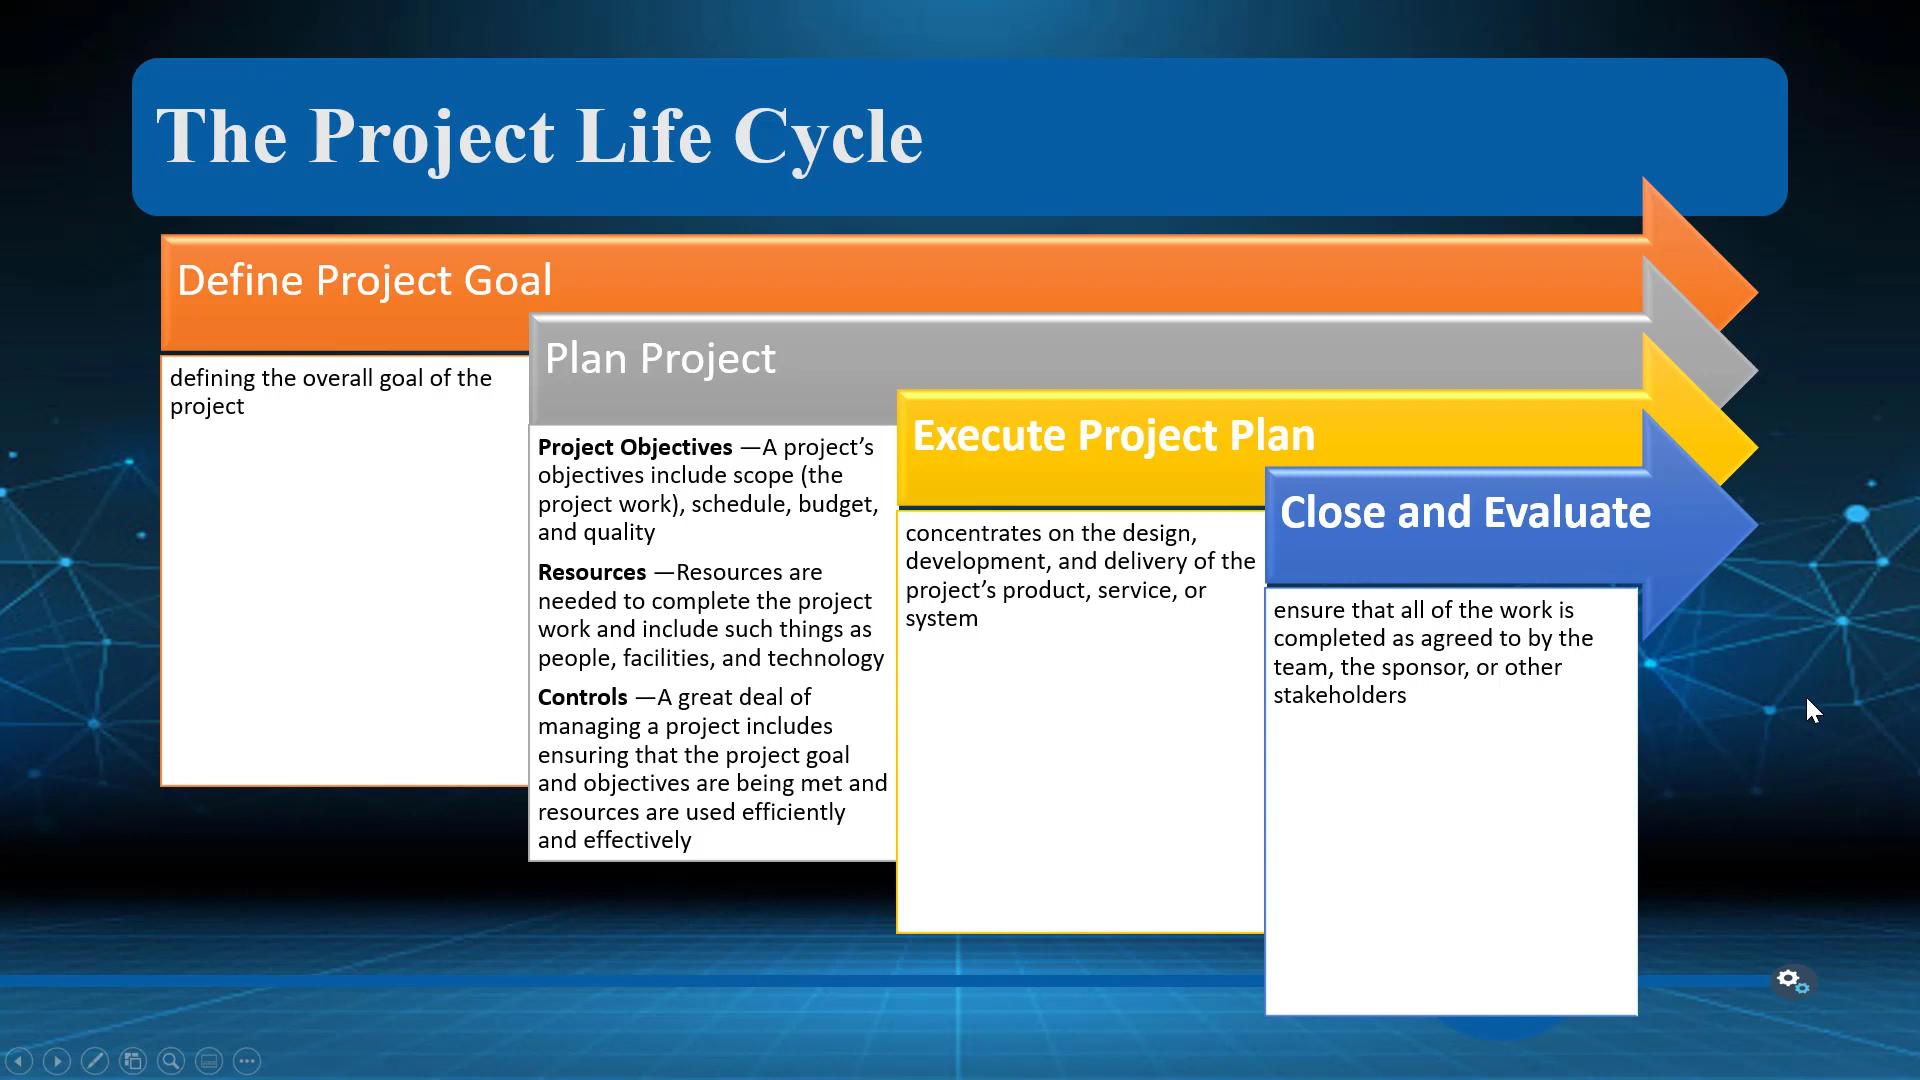 The Project Life Cycle
Define Project Goal
defining the overall goal of the
project
Plan Project
Project Objectives —A project’s
objectives include scope (the
project work), schedule, budget,
and quality
Resources —Resources are
needed to complete the project
work and include such things as
people, facilities, and technology
Controls —A great deal of
managing a project includes
ensuring that the project goal
and objectives are being met and
resources are used efficiently
and effectively
Execute Project Plan
concentrates on the design,
development, and delivery of the
project’s product, service, or
system
Close and Evaluate
ensure that all of the work is
completed as agreed to by the
team, the sponsor, or other
stakeholders